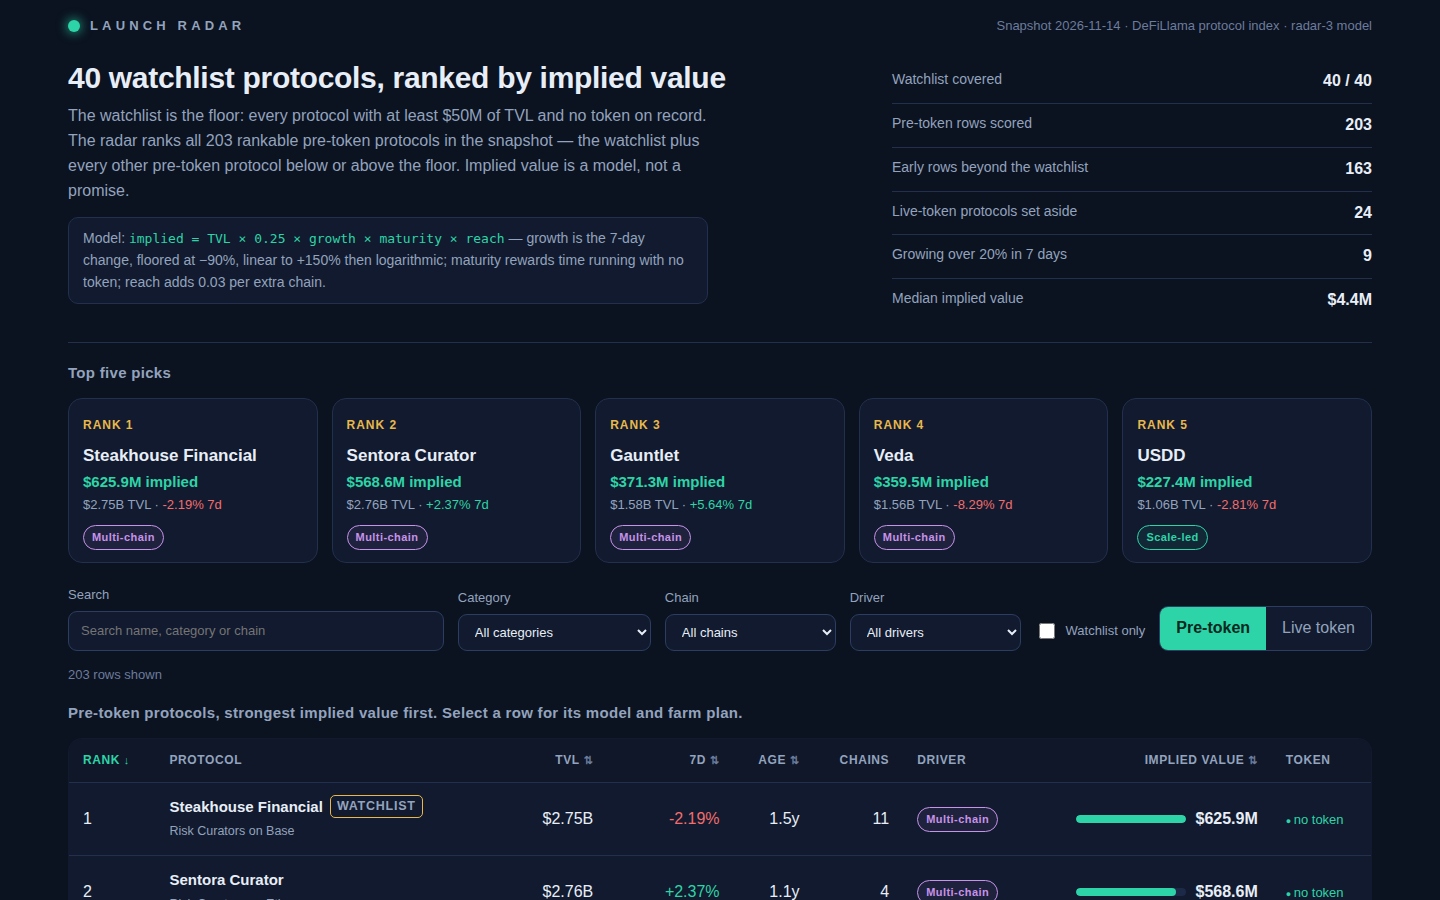 LAUNCH RADAR
Snapshot 2026-11-14 · DeFiLlama protocol index · radar-3 model
40 watchlist protocols, ranked by implied value
The watchlist is the floor: every protocol with at least $50M of TVL and no token on record.
The radar ranks all 203 rankable pre-token protocols in the snapshot — the watchlist plus
every other pre-token protocol below or above the floor. Implied value is a model, not a
promise.
Model: implied = TVL × 0.25 × growth × maturity × reach — growth is the 7-day
change, floored at −90%, linear to +150% then logarithmic; maturity rewards time running with no
token; reach adds 0.03 per extra chain.
Watchlist covered 40 / 40
Pre-token rows scored 203
Early rows beyond the watchlist 163
Live-token protocols set aside 24
Growing over 20% in 7 days 9
Median implied value $4.4M
Top five picks
RANK 1
Steakhouse Financial
$625.9M implied
$2.75B TVL · -2.19% 7d
Multi-chain
RANK 2
Sentora Curator
$568.6M implied
$2.76B TVL · +2.37% 7d
Multi-chain
RANK 3
Gauntlet
$371.3M implied
$1.58B TVL · +5.64% 7d
Multi-chain
RANK 4
Veda
$359.5M implied
$1.56B TVL · -8.29% 7d
Multi-chain
RANK 5
USDD
$227.4M implied
$1.06B TVL · -2.81% 7d
Scale-led
Search
Search name, category or chain
Category
All categories
Chain
All chains
Driver
All drivers
Watchlist only
Pre-token Live token
203 rows shown
Pre-token protocols, strongest implied value first. Select a row for its model and farm plan.
RANK ↓ PROTOCOL TVL ⇅ 7D ⇅ AGE ⇅ CHAINS DRIVER IMPLIED VALUE ⇅ TOKEN
1 Steakhouse Financial WATCHLIST $2.75B -2.19% 1.5y 11 Multi-chain $625.9M • no token
Risk Curators on Base
2 Sentora Curator $2.76B +2.37% 1.1y 4 Multi-chain $568.6M • no token